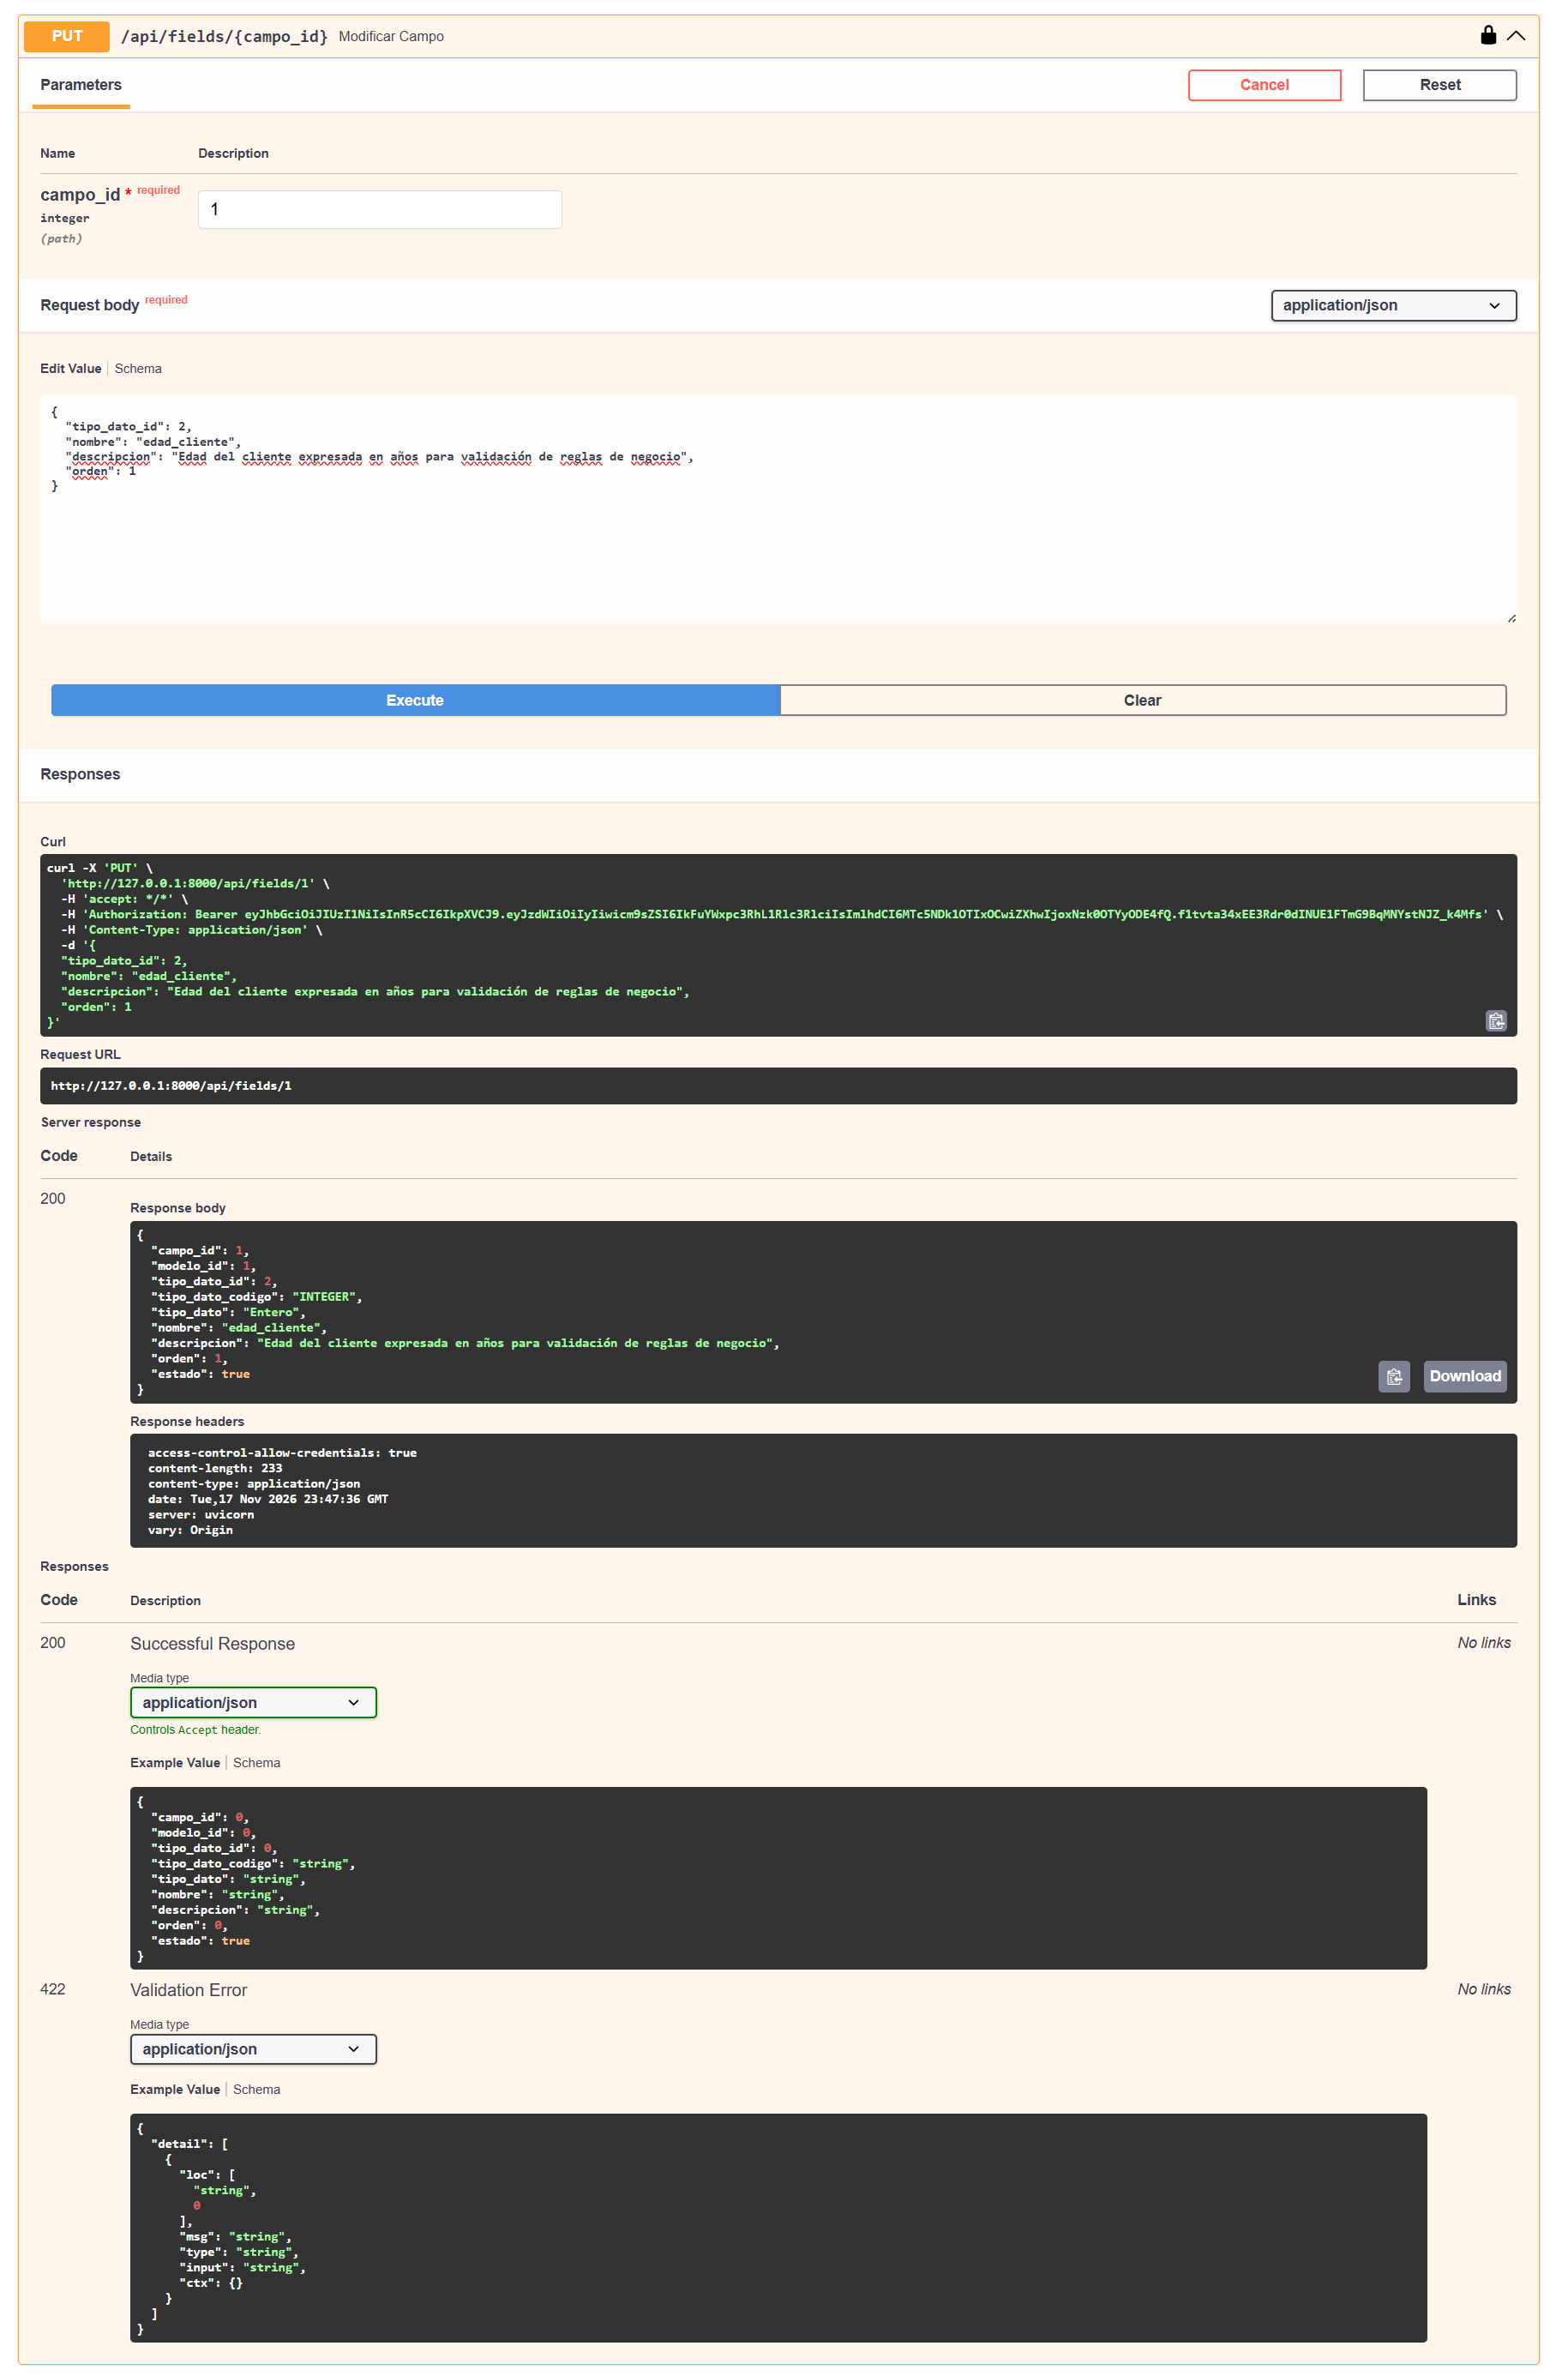 PUT /api/fields/{campo_id} Modificar Campo
Parameters
Cancel
Reset
Name Description
campo_id * required
integer
(path)
1
Request body required
application/json
Edit Value | Schema
{
  "tipo_dato_id": 2,
  "nombre": "edad_cliente",
  "descripcion": "Edad del cliente expresada en años para validación de reglas de negocio",
  "orden": 1
}
Execute
Clear
Responses
Curl
curl -X 'PUT' \
  'http://127.0.0.1:8000/api/fields/1' \
  -H 'accept: */*' \
  -H 'Authorization: Bearer eyJhbGciOiJIUzI1NiIsInR5cCI6IkpXVCJ9.eyJzdWIiOiIyIiwicm9sZSI6IkFuYWxpc3RhL1R1c3R1ciIsImlhdCI6MTc5NDk1OTIxOCwiZXhwIjoxNzk0OTYyODE4fQ.f1tvta34xEE3Rdr0dINUE1FTmG9BqMNYstNJZ_k4Mfs' \
  -H 'Content-Type: application/json' \
  -d '{
  "tipo_dato_id": 2,
  "nombre": "edad_cliente",
  "descripcion": "Edad del cliente expresada en años para validación de reglas de negocio",
  "orden": 1
}'
Request URL
http://127.0.0.1:8000/api/fields/1
Server response
Code Details
200
Response body
{
  "campo_id": 1,
  "modelo_id": 1,
  "tipo_dato_id": 2,
  "tipo_dato_codigo": "INTEGER",
  "tipo_dato": "Entero",
  "nombre": "edad_cliente",
  "descripcion": "Edad del cliente expresada en años para validación de reglas de negocio",
  "orden": 1,
  "estado": true
}
Download
Response headers
access-control-allow-credentials: true
content-length: 233
content-type: application/json
date: Tue,17 Nov 2026 23:47:36 GMT
server: uvicorn
vary: Origin
Responses
Code Description Links
200 Successful Response No links
Media type
application/json
Controls Accept header.
Example Value | Schema
{
  "campo_id": 0,
  "modelo_id": 0,
  "tipo_dato_id": 0,
  "tipo_dato_codigo": "string",
  "tipo_dato": "string",
  "nombre": "string",
  "descripcion": "string",
  "orden": 0,
  "estado": true
}
422 Validation Error No links
Media type
application/json
Example Value | Schema
{
  "detail": [
    {
      "loc": [
        "string",
        0
      ],
      "msg": "string",
      "type": "string",
      "input": "string",
      "ctx": {}
    }
  ]
}